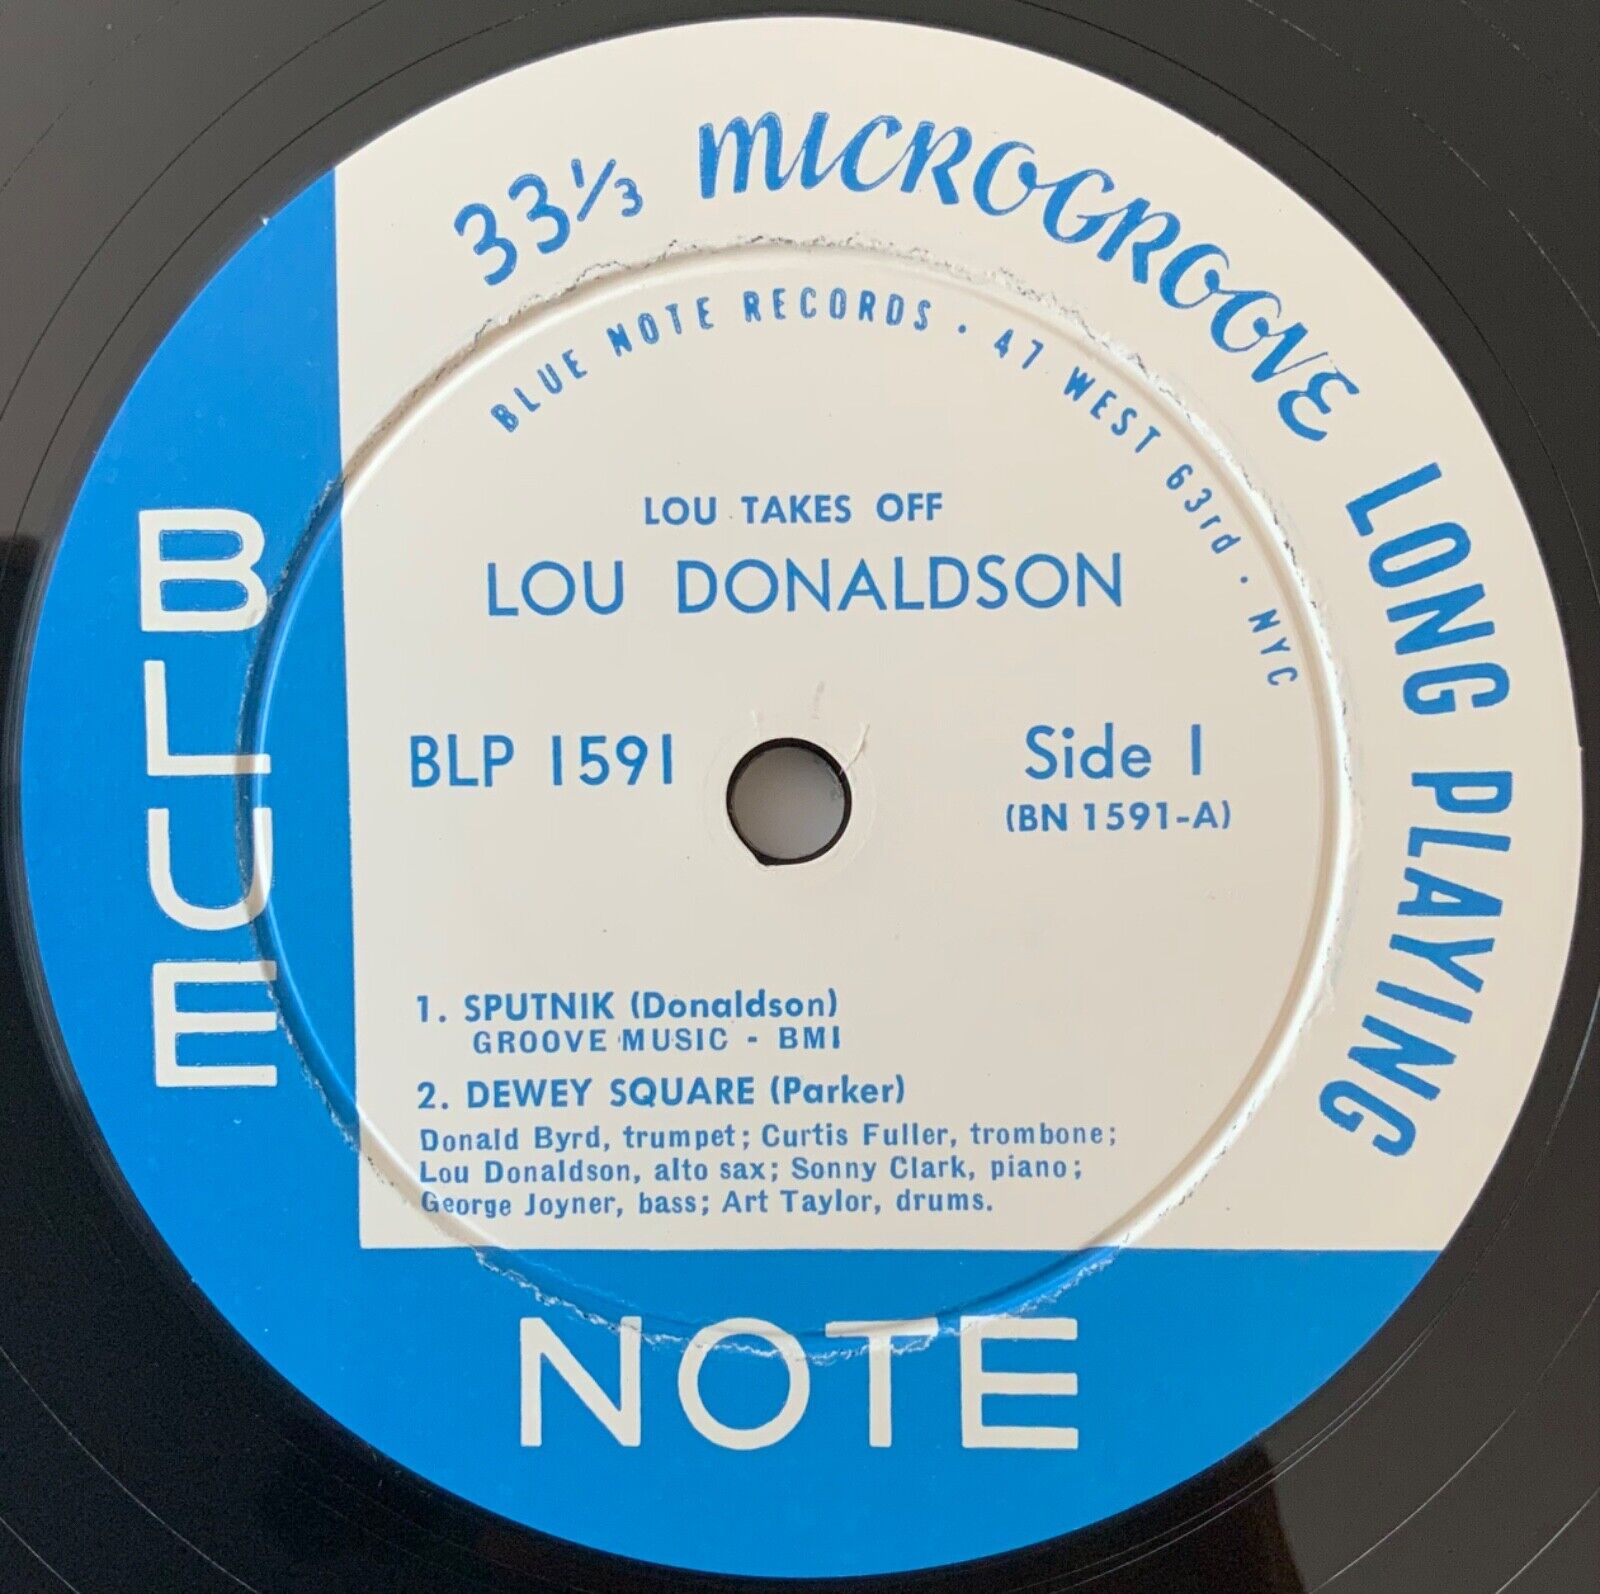 33⅓ MICROGROOVE LONG PLAYING
BLUE NOTE RECORDS · 47 WEST 63rd · NYC
LOU TAKES OFF
LOU DONALDSON
BLP 1591
Side 1
(BN 1591-A)
1. SPUTNIK (Donaldson)
GROOVE MUSIC - BMI
2. DEWEY SQUARE (Parker)
Donald Byrd, trumpet; Curtis Fuller, trombone;
Lou Donaldson, alto sax; Sonny Clark, piano;
George Joyner, bass; Art Taylor, drums.
BLUE
NOTE